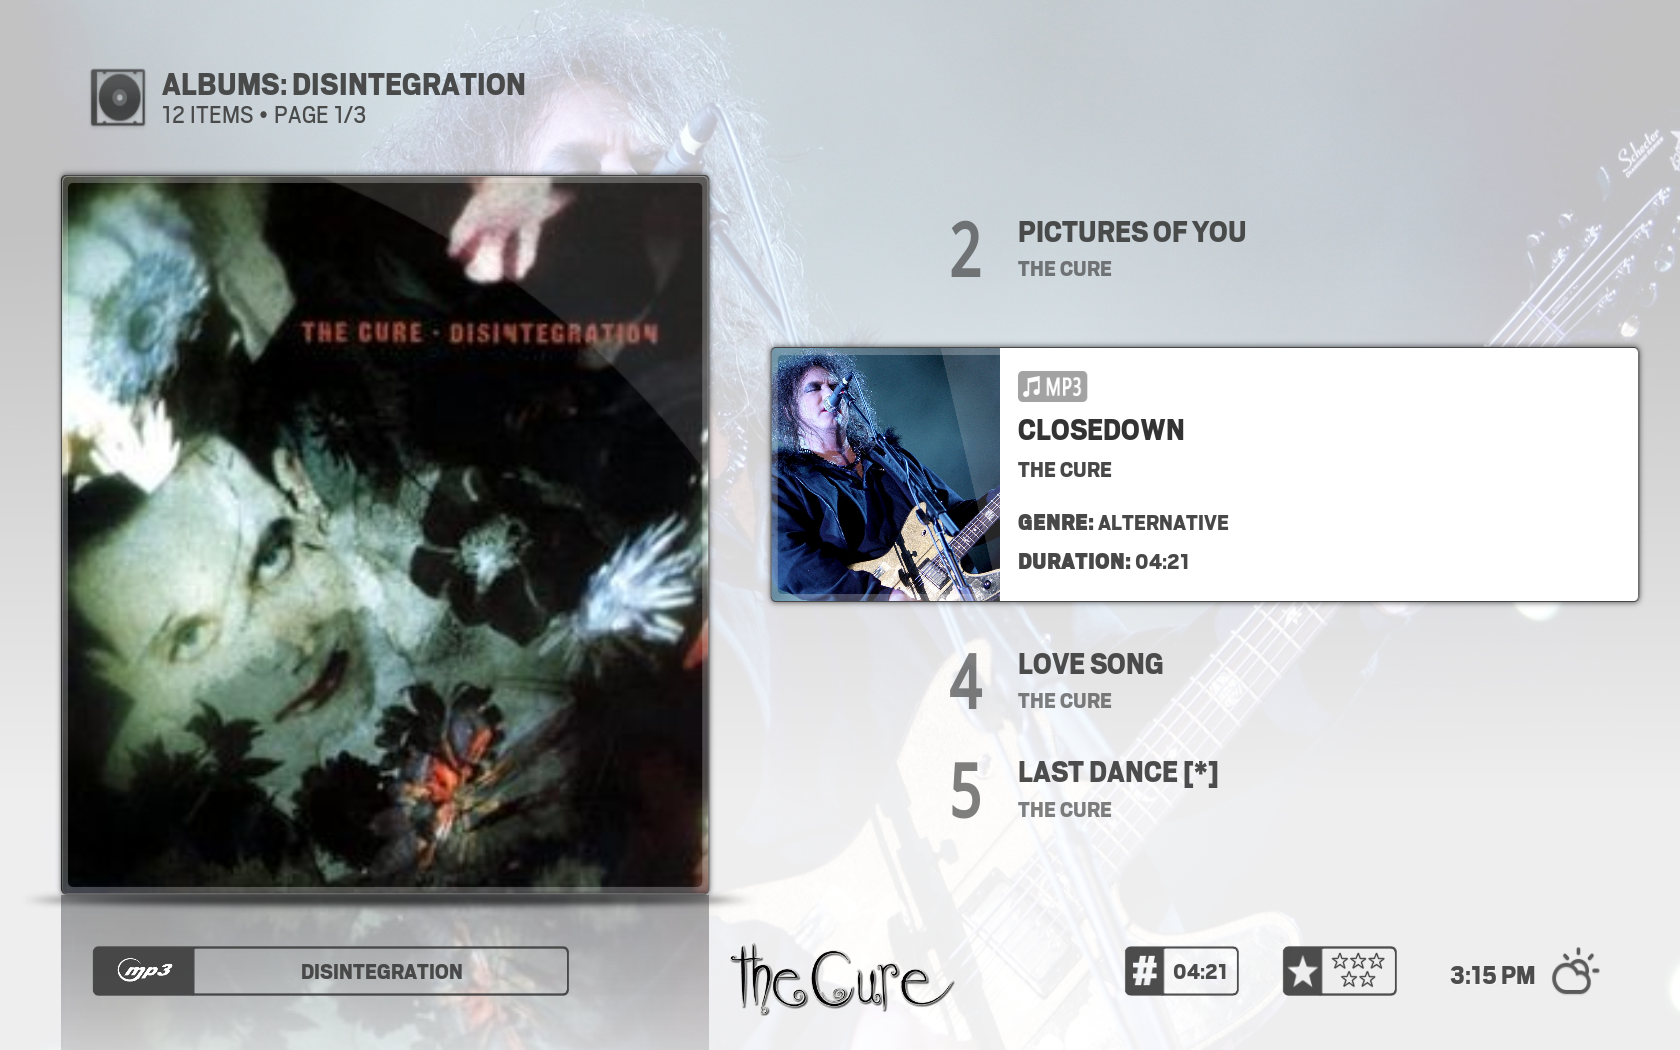 ALBUMS: DISINTEGRATION
12 ITEMS • PAGE 1/3
THE CURE · DISINTEGRATION
Schecter
2
PICTURES OF YOU
THE CURE
MP3
CLOSEDOWN
THE CURE
GENRE: ALTERNATIVE
DURATION: 04:21
4
LOVE SONG
THE CURE
5
LAST DANCE [*]
THE CURE
mp3
DISINTEGRATION
the Cure
# 04:21
3:15 PM